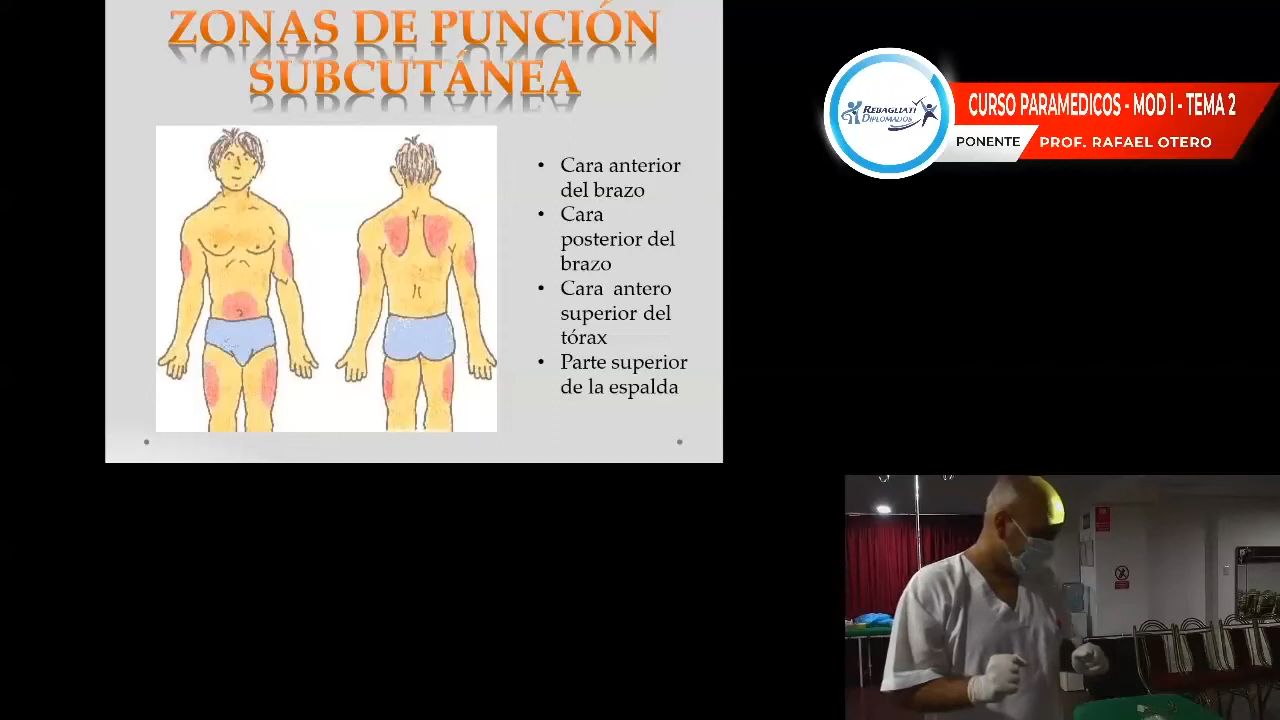 ZONAS DE PUNCIÓN
SUBCUTÁNEA
• Cara anterior
del brazo
• Cara
posterior del
brazo
• Cara antero
superior del
tórax
• Parte superior
de la espalda
REBAGLIATI
DIPLOMADOS
CURSO PARAMEDICOS - MOD I - TEMA 2
PONENTE
PROF. RAFAEL OTERO